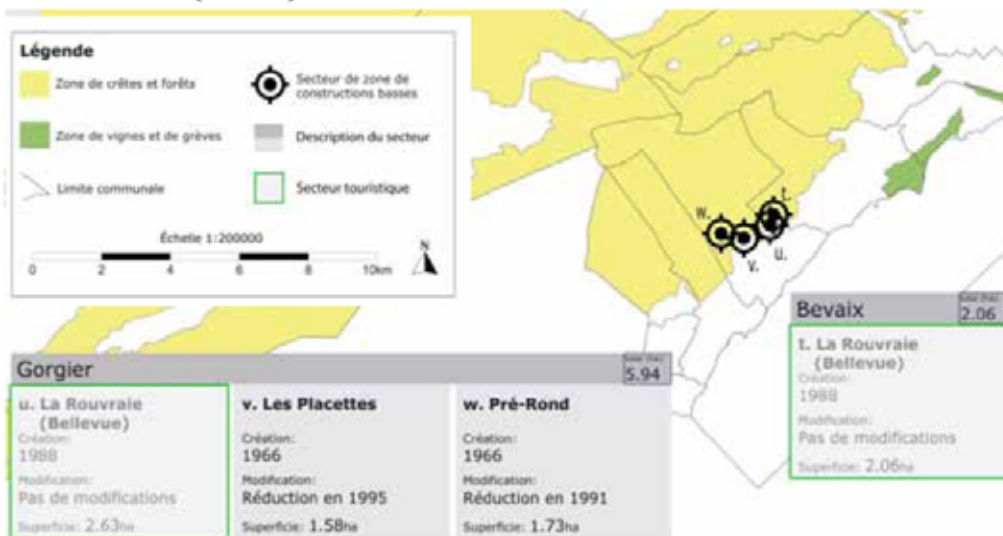 Légende
Zone de crêtes et forêts
Secteur de zone de
constructions basses
Zone de vignes et de grèves
Description du secteur
Limite communale
Secteur touristique
Échelle 1:200000
0 2 4 6 8 10km
N
t.
w.
v.
u.
Bevaix
2.06
t. La Rouvraie
(Bellevue)
Création:
1988
Modification:
Pas de modifications
Superficie: 2.06ha
Gorgier
5.94
u. La Rouvraie
(Bellevue)
Création:
1988
Modification:
Pas de modifications
Superficie: 2.63ha
v. Les Placettes
Création:
1966
Modification:
Réduction en 1995
Superficie: 1.58ha
w. Pré-Rond
Création:
1966
Modification:
Réduction en 1991
Superficie: 1.73ha